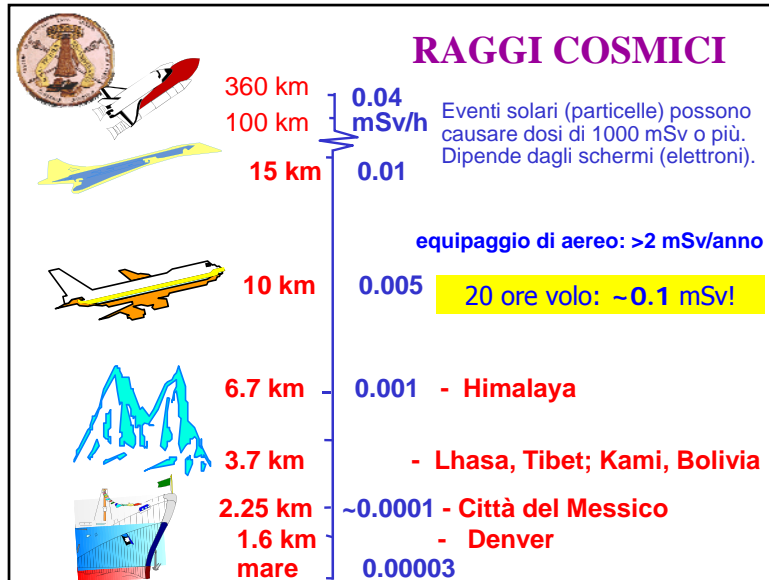 RAGGI COSMICI
360 km
0.04
100 km
mSv/h
Eventi solari (particelle) possono
causare dosi di 1000 mSv o più.
Dipende dagli schermi (elettroni).
15 km
0.01
equipaggio di aereo: >2 mSv/anno
10 km
0.005
20 ore volo: ~0.1 mSv!
6.7 km
0.001
- Himalaya
3.7 km
- Lhasa, Tibet; Kami, Bolivia
2.25 km
~0.0001
- Città del Messico
1.6 km
- Denver
mare
0.00003